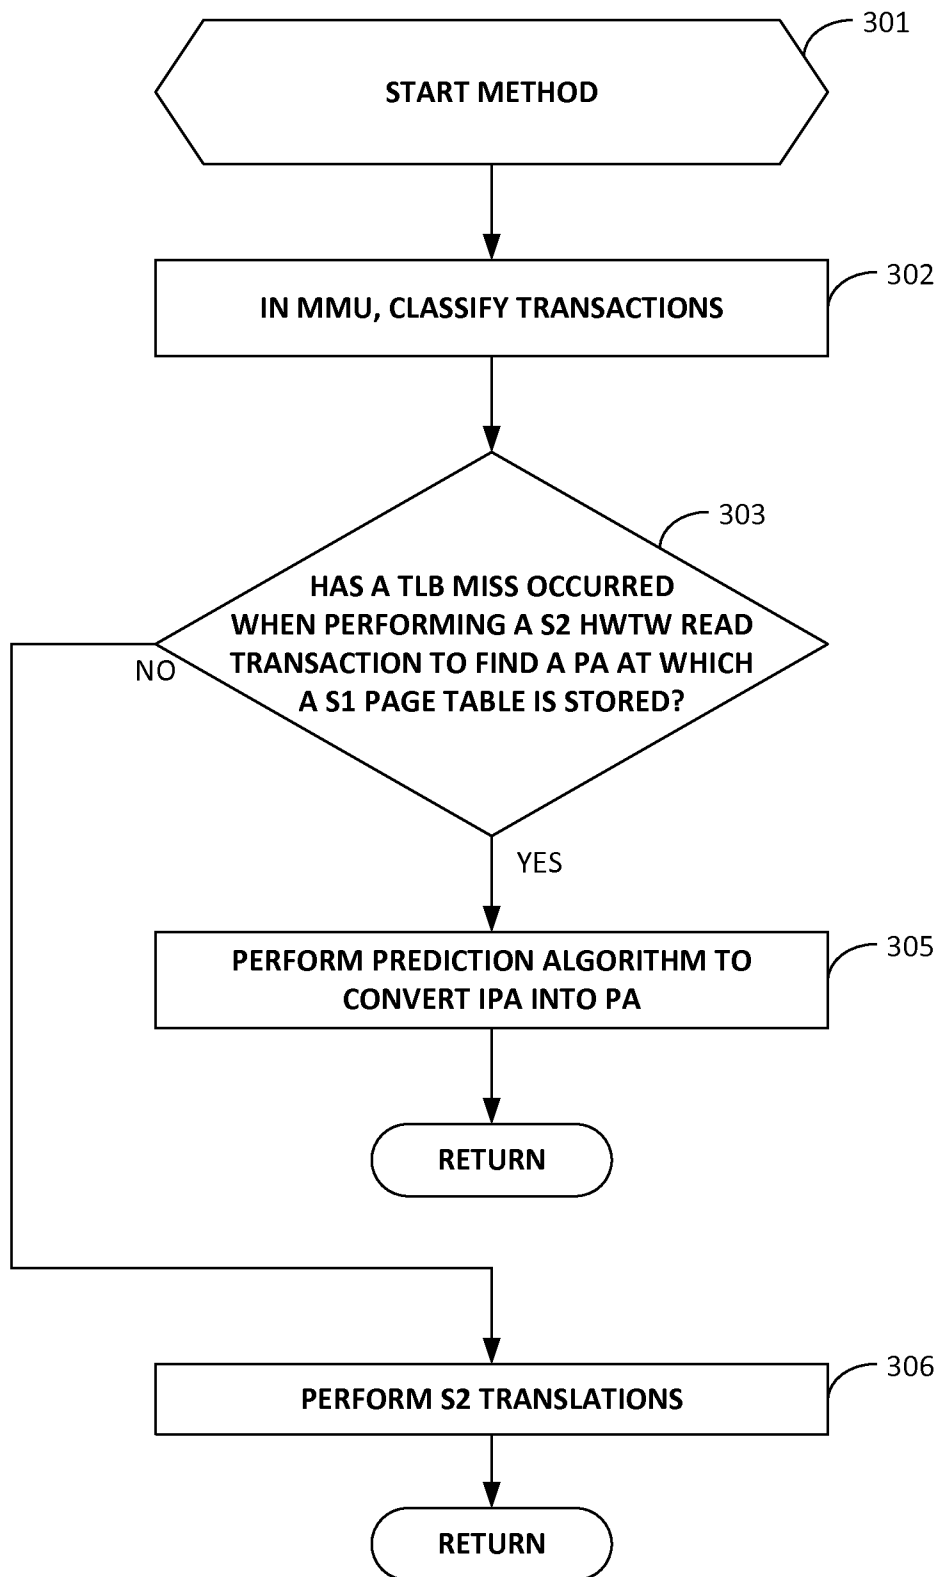 301
START METHOD
302
IN MMU, CLASSIFY TRANSACTIONS
303
HAS A TLB MISS OCCURRED
WHEN PERFORMING A S2 HWTW READ
TRANSACTION TO FIND A PA AT WHICH
A S1 PAGE TABLE IS STORED?
NO
YES
305
PERFORM PREDICTION ALGORITHM TO
CONVERT IPA INTO PA
RETURN
306
PERFORM S2 TRANSLATIONS
RETURN